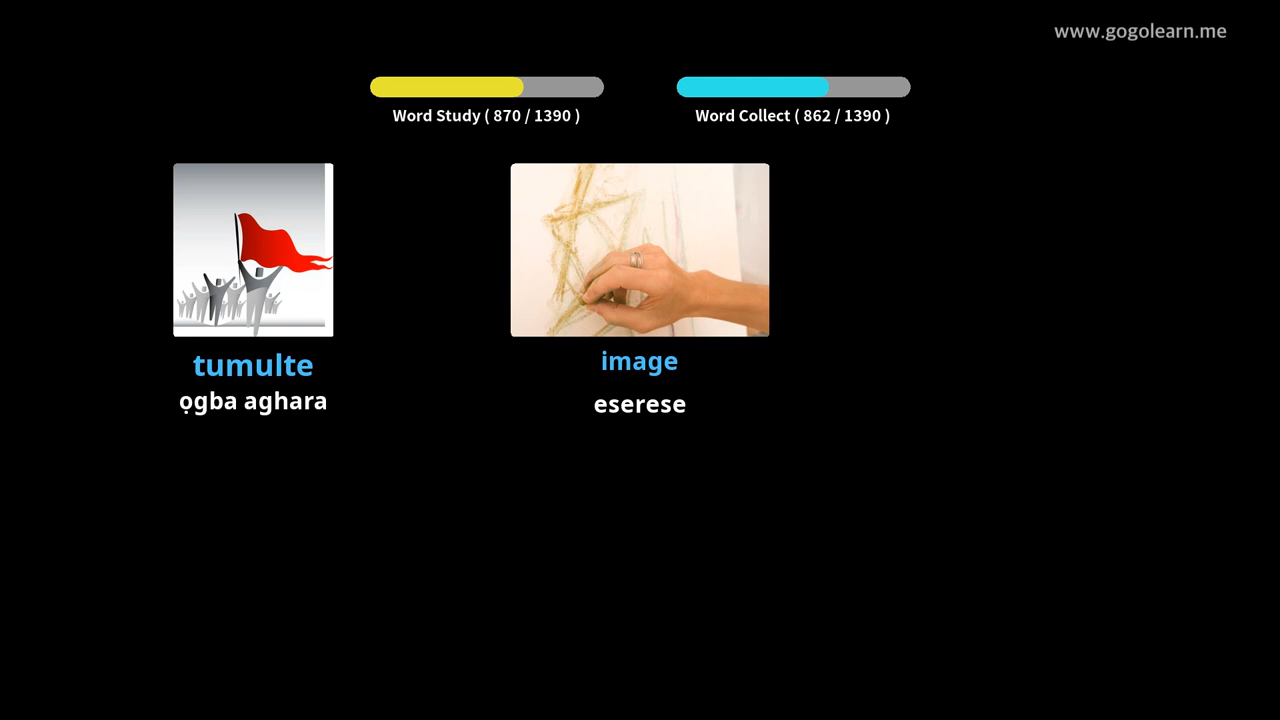 www.gogolearn.me
Word Study ( 870 / 1390 )
Word Collect ( 862 / 1390 )
tumulte
ọgba aghara
image
eserese